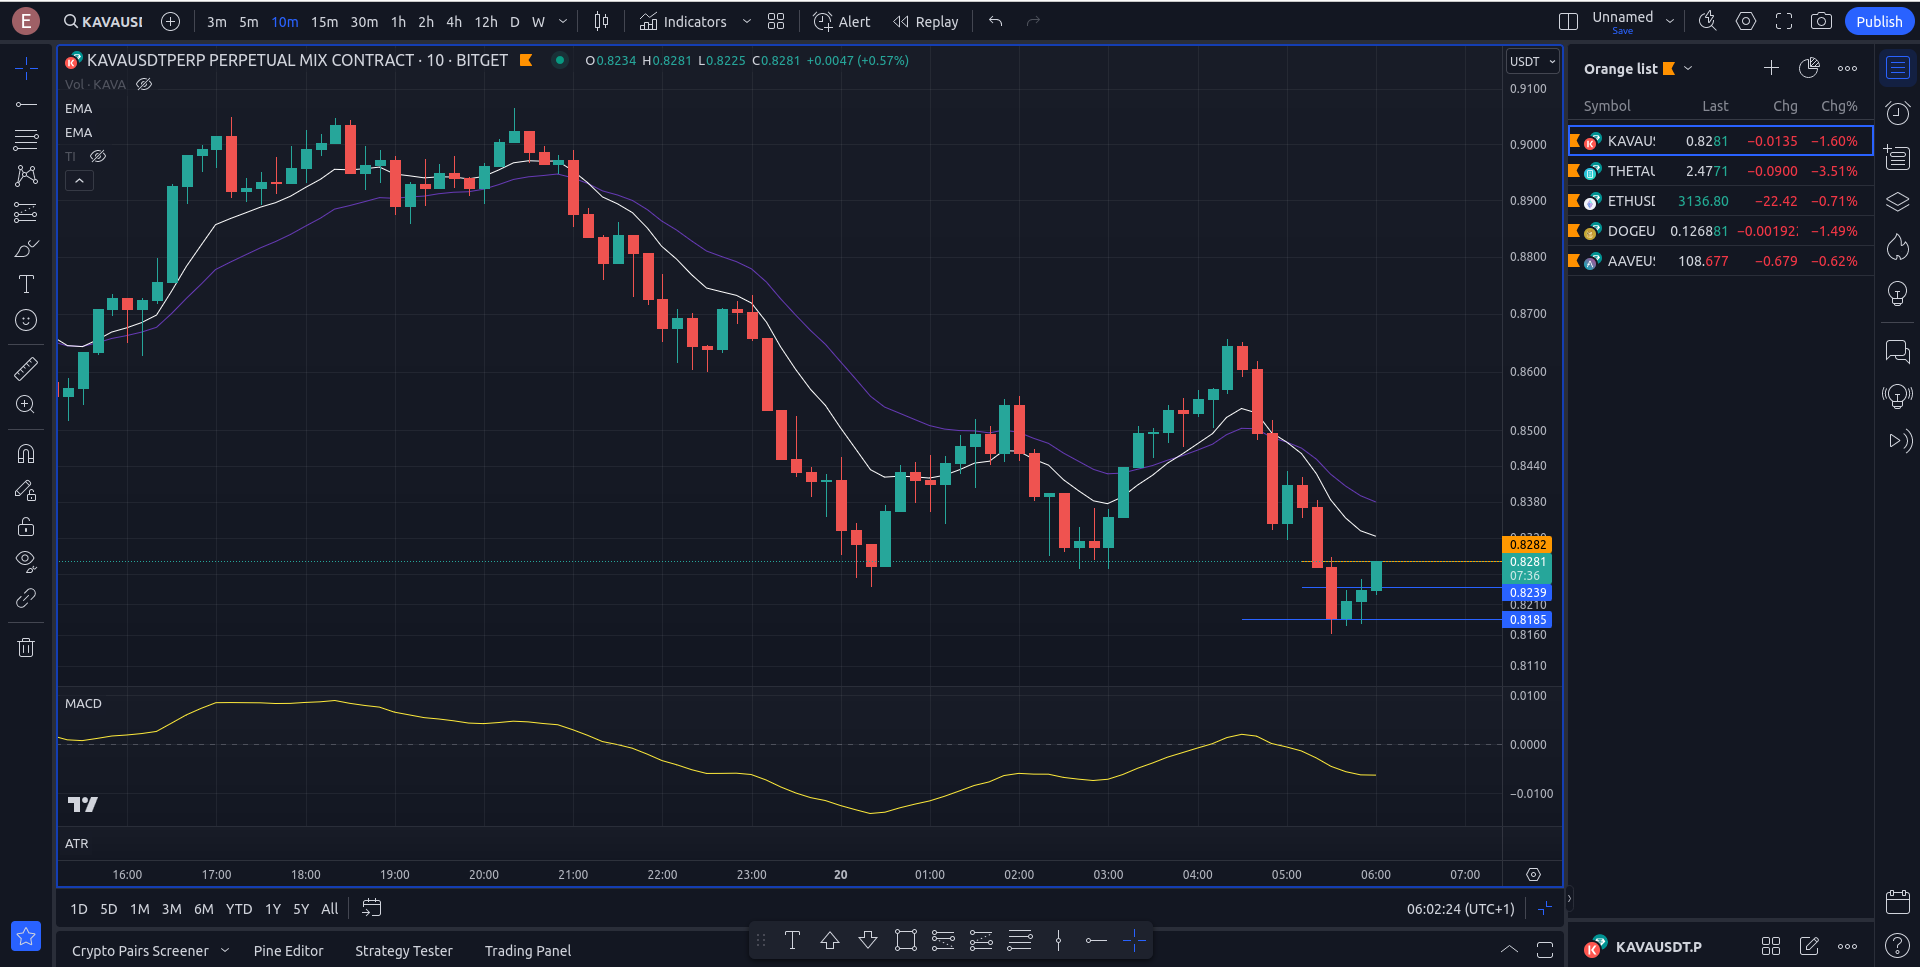 E
KAVAUSI
3m 5m 10m 15m 30m 1h 2h 4h 12h D W
Indicators
Alert
Replay
Unnamed
Save
Publish
KAVAUSDTPERP PERPETUAL MIX CONTRACT · 10 · BITGET
O0.8234 H0.8281 L0.8225 C0.8281 +0.0047 (+0.57%)
Vol · KAVA
EMA
EMA
TI
USDT
0.9100
0.9000
0.8900
0.8800
0.8700
0.8600
0.8500
0.8440
0.8380
0.8282
0.8281
07:36
0.8239
0.8210
0.8185
0.8160
0.8110
MACD
0.0100
0.0000
−0.0100
ATR
16:00 17:00 18:00 19:00 20:00 21:00 22:00 23:00 20 01:00 02:00 03:00 04:00 05:00 06:00 07:00
1D 5D 1M 3M 6M YTD 1Y 5Y All
06:02:24 (UTC+1)
Crypto Pairs Screener
Pine Editor
Strategy Tester
Trading Panel
Orange list
Symbol Last Chg Chg%
KAVAU: 0.8281 −0.0135 −1.60%
THETAU 2.4771 −0.0900 −3.51%
ETHUSI 3136.80 −22.42 −0.71%
DOGEU 0.126881 −0.001922 −1.49%
AAVEU: 108.677 −0.679 −0.62%
KAVAUSDT.P